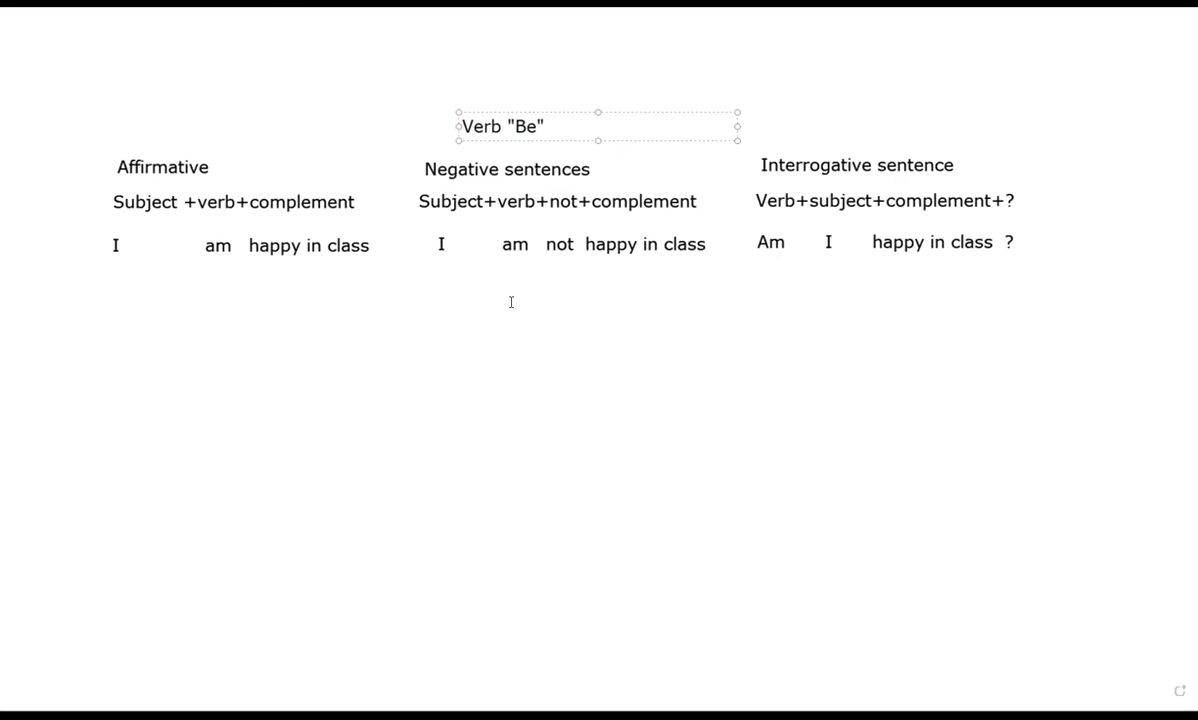 Verb "Be"
Affirmative
Subject +verb+complement
I am happy in class
Negative sentences
Subject+verb+not+complement
I am not happy in class
Interrogative sentence
Verb+subject+complement+?
Am I happy in class ?